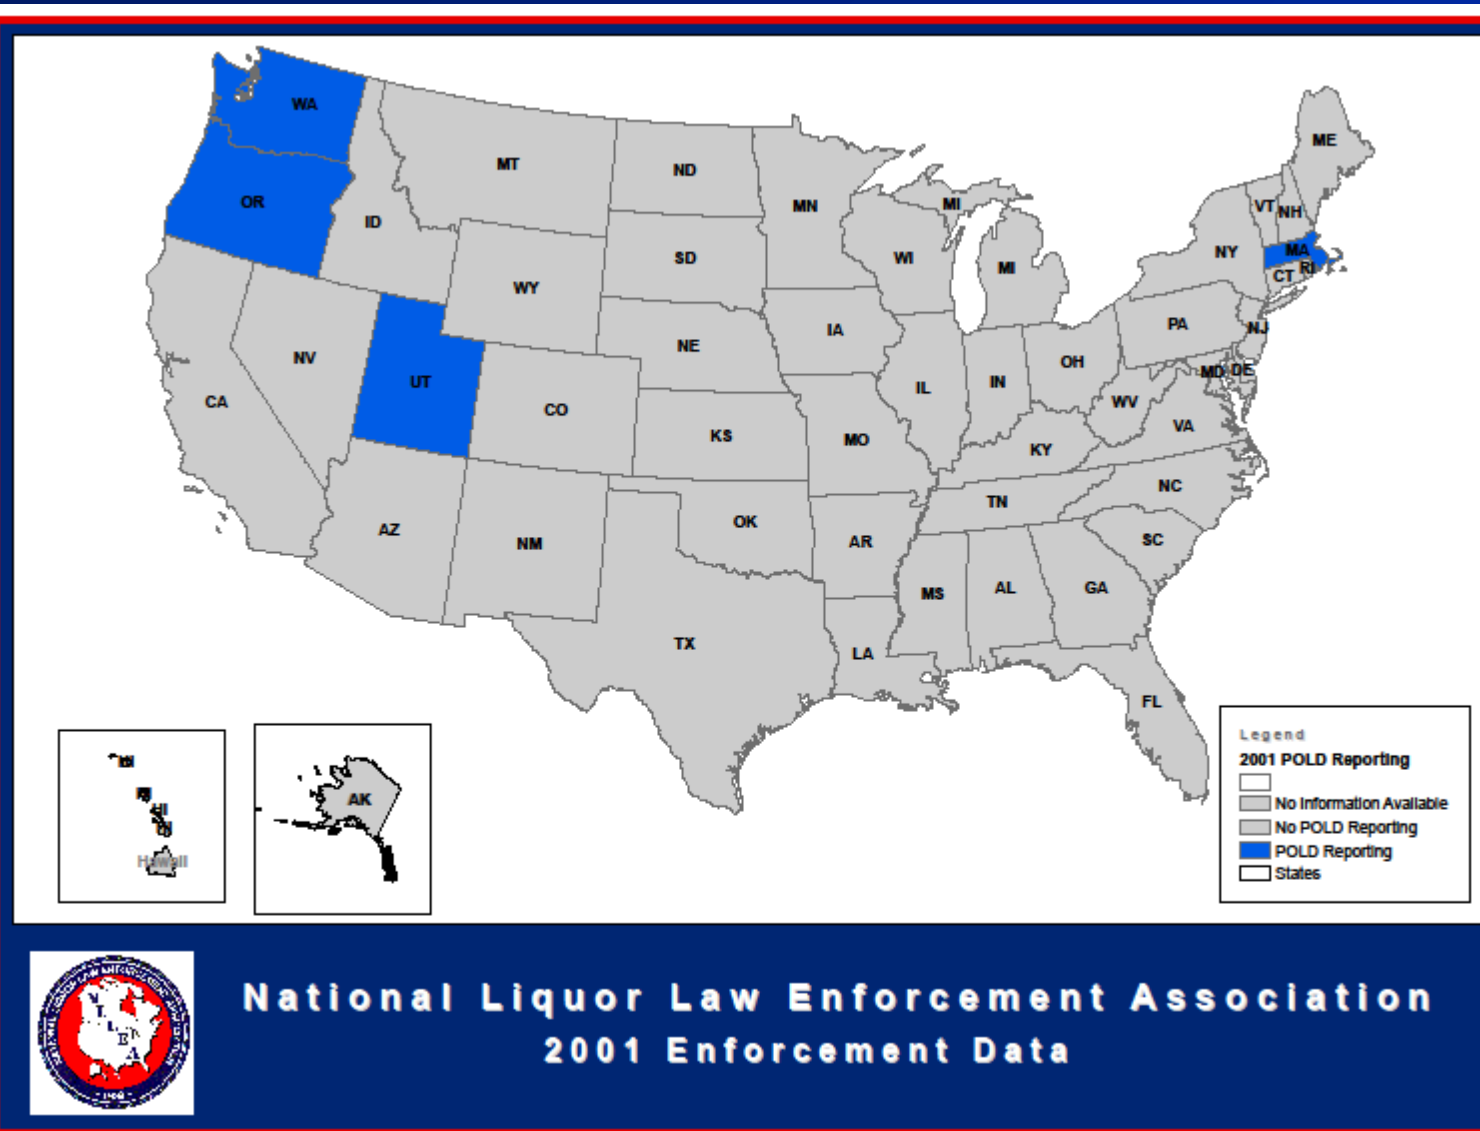 WA
MT
ND
MN
ME
OR
ID
SD
WI
MI
MI
VT
NH
NY
MA
CT
RI
WY
NE
IA
PA
NJ
NV
UT
CO
CA
KS
MO
IL
IN
OH
MD
DE
WV
VA
KY
NC
TN
AZ
NM
OK
AR
SC
MS
AL
GA
TX
LA
FL
HI
Hawaii
AK
Legend
2001 POLD Reporting
No Information Available
No POLD Reporting
POLD Reporting
States
National Liquor Law Enforcement Association
2001 Enforcement Data